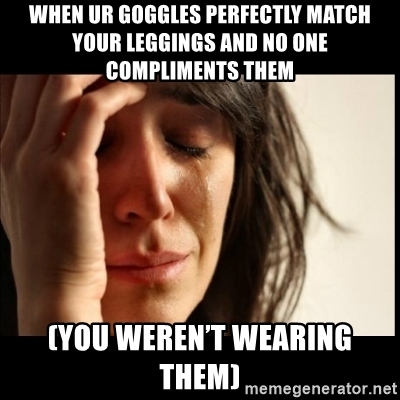 WHEN UR GOGGLES PERFECTLY MATCH
YOUR LEGGINGS AND NO ONE
COMPLIMENTS THEM
(YOU WEREN'T WEARING
THEM)
memegenerator.net